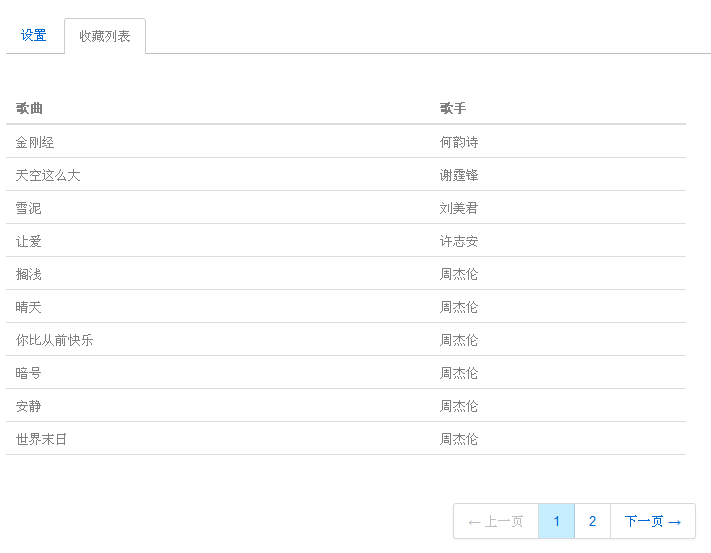 设置 收藏列表
歌曲 歌手
金刚经 何韵诗
天空这么大 谢霆锋
雪泥 刘美君
让爱 许志安
搁浅 周杰伦
晴天 周杰伦
你比从前快乐 周杰伦
暗号 周杰伦
安静 周杰伦
世界末日 周杰伦
← 上一页 1 2 下一页 →